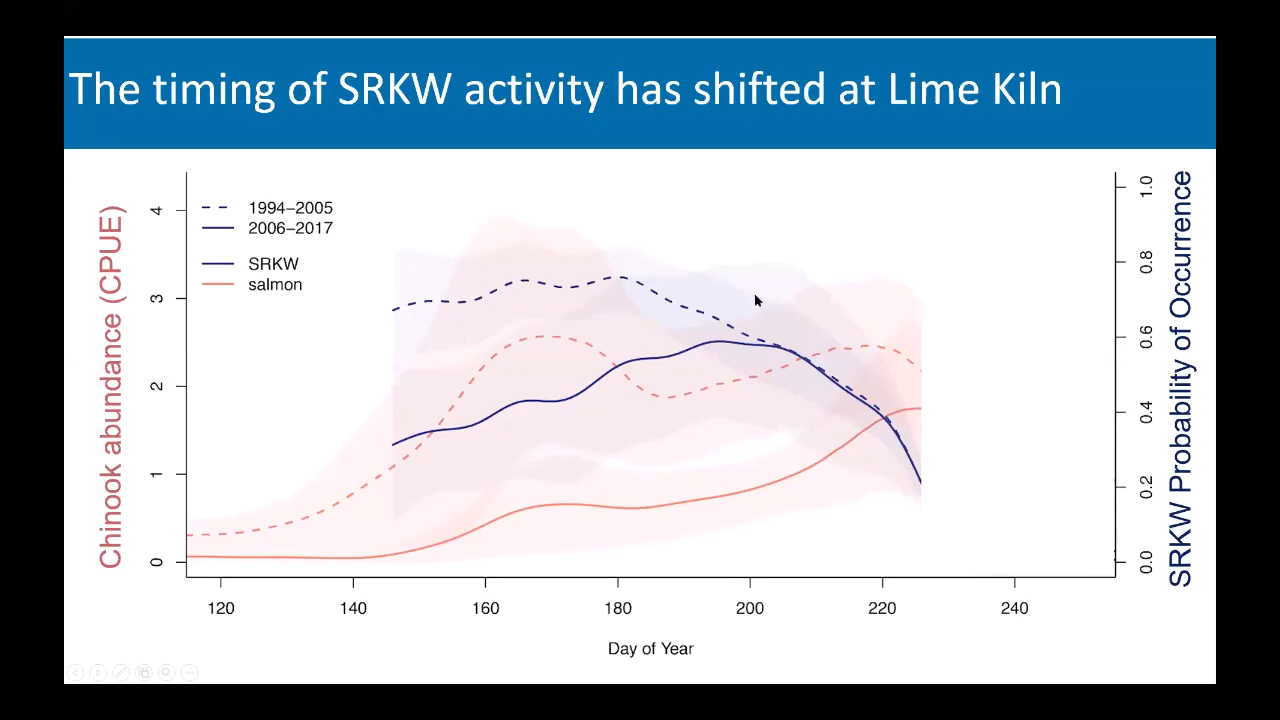 The timing of SRKW activity has shifted at Lime Kiln
Chinook abundance (CPUE)
4
3
2
1
0
1994–2005
2006–2017
SRKW
salmon
1.0
0.8
0.6
0.4
0.2
0.0
SRKW Probability of Occurrence
120 140 160 180 200 220 240
Day of Year